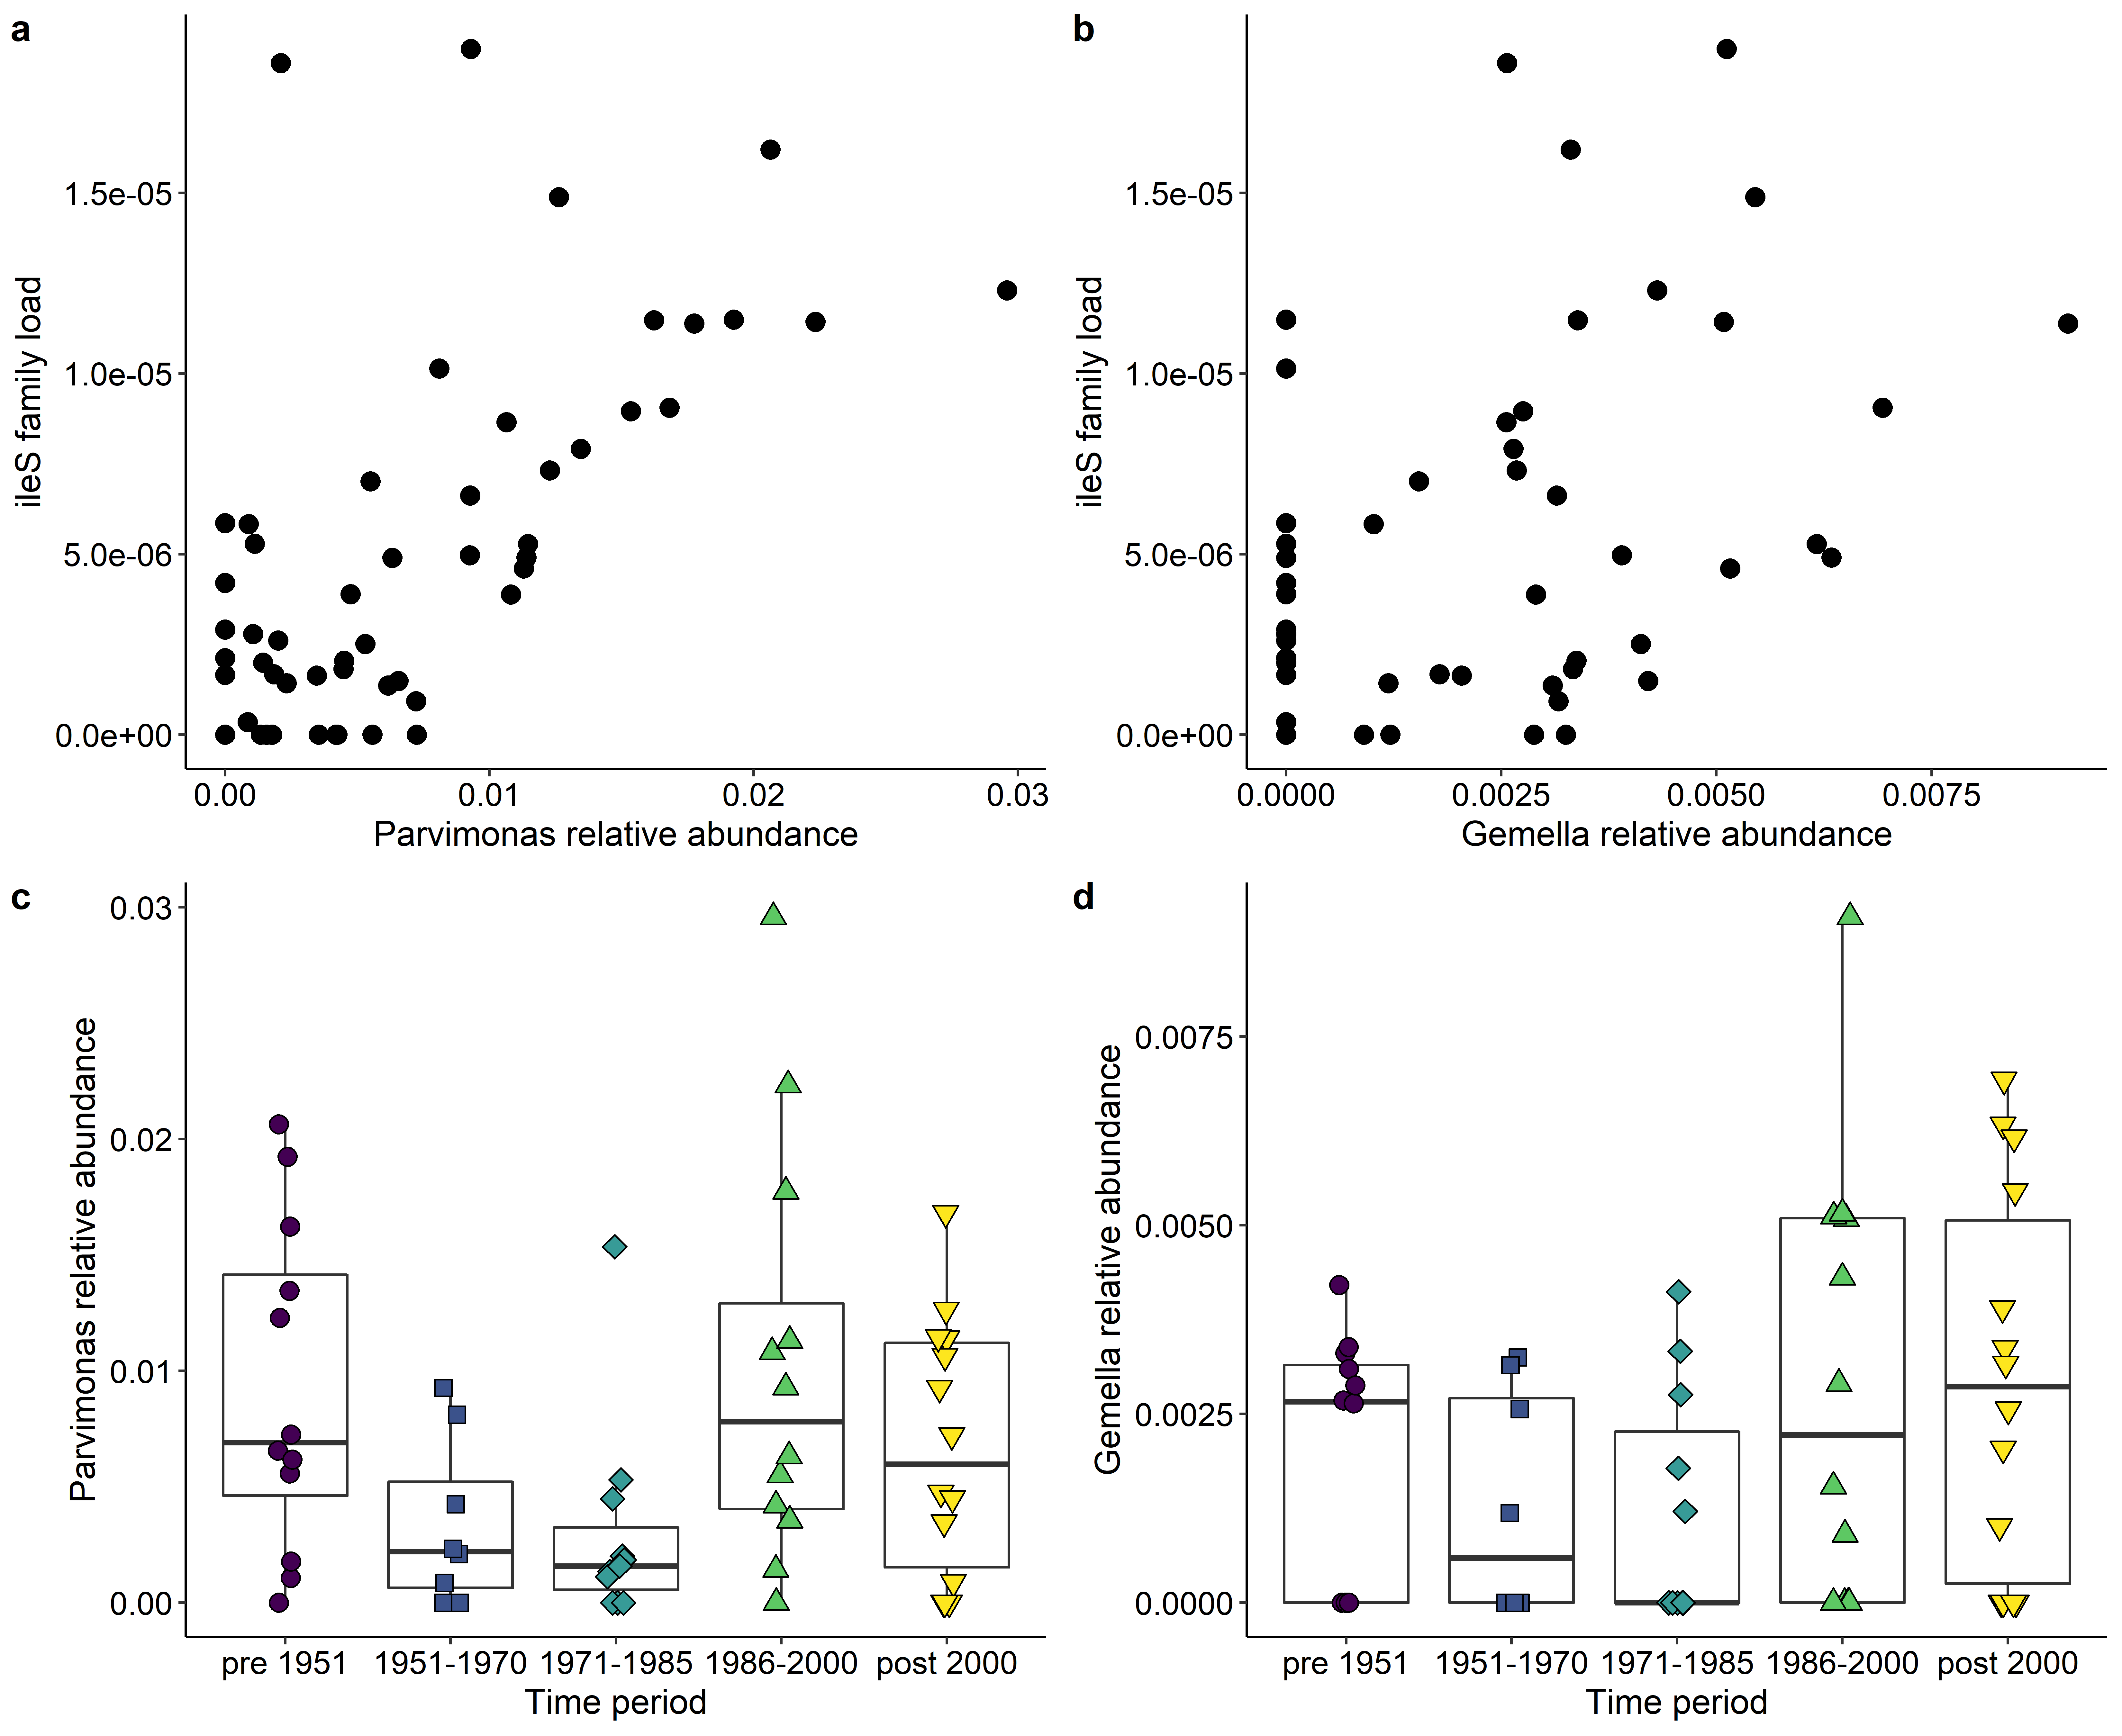 a
ileS family load
1.5e-05
1.0e-05
5.0e-06
0.0e+00
0.00 0.01 0.02 0.03
Parvimonas relative abundance
b
ileS family load
1.5e-05
1.0e-05
5.0e-06
0.0e+00
0.0000 0.0025 0.0050 0.0075
Gemella relative abundance
c
Parvimonas relative abundance
0.03
0.02
0.01
0.00
pre 1951 1951-1970 1971-1985 1986-2000 post 2000
Time period
d
Gemella relative abundance
0.0075
0.0050
0.0025
0.0000
pre 1951 1951-1970 1971-1985 1986-2000 post 2000
Time period